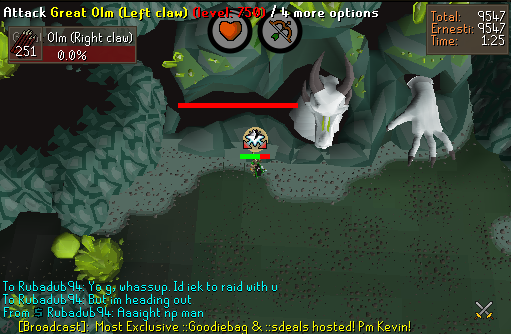 Attack Great Olm (Left claw) (level, 750) / 4 more options
Great Olm (Right claw)
251
0.0%
Total: 9547
Ernesti: 9547
Time: 1:25
To Rubadub94: Yo g, whassup. Id iek to raid with u
To Rubadub94: But im heading out
From S Rubadub94: Aaaight np man
[Broadcast]: Most Exclusive ::Goodiebag & ::sdeals hosted! Pm Kevin!